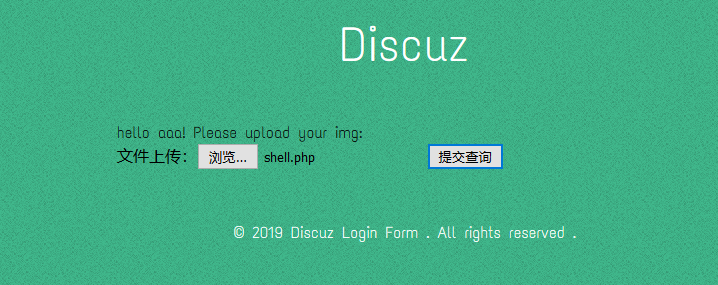 Discuz
hello aaa! Please upload your img:
文件上传： 浏览... shell.php 提交查询
© 2019 Discuz Login Form . All rights reserved .